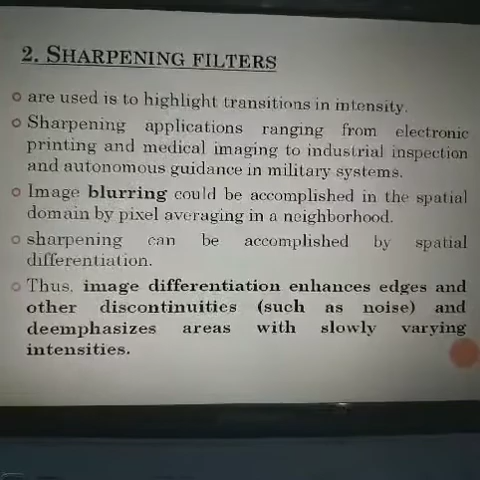 2. SHARPENING FILTERS
are used is to highlight transitions in intensity.
Sharpening applications ranging from electronic
printing and medical imaging to industrial inspection
and autonomous guidance in military systems.
Image blurring could be accomplished in the spatial
domain by pixel averaging in a neighborhood.
sharpening can be accomplished by spatial
differentiation.
Thus, image differentiation enhances edges and
other discontinuities (such as noise) and
deemphasizes areas with slowly varying
intensities.